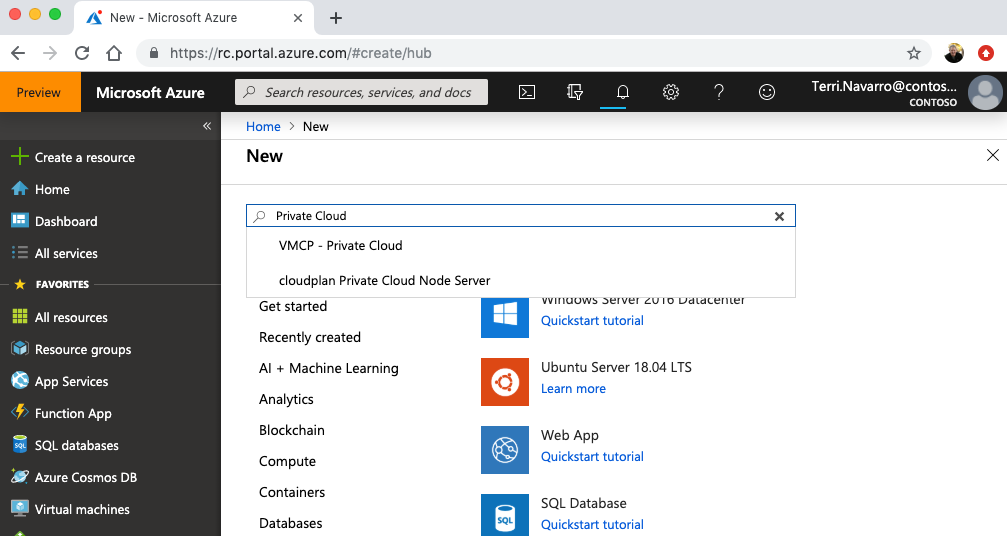 New - Microsoft Azure
https://rc.portal.azure.com/#create/hub
Preview
Microsoft Azure
Search resources, services, and docs
Terri.Navarro@contos...
CONTOSO
Create a resource
Home
Dashboard
All services
FAVORITES
All resources
Resource groups
App Services
Function App
SQL databases
Azure Cosmos DB
Virtual machines
Home > New
New
Private Cloud
VMCP - Private Cloud
cloudplan Private Cloud Node Server
Get started
Recently created
AI + Machine Learning
Analytics
Blockchain
Compute
Containers
Databases
Windows Server 2016 Datacenter
Quickstart tutorial
Ubuntu Server 18.04 LTS
Learn more
Web App
Quickstart tutorial
SQL
SQL Database
Quickstart tutorial